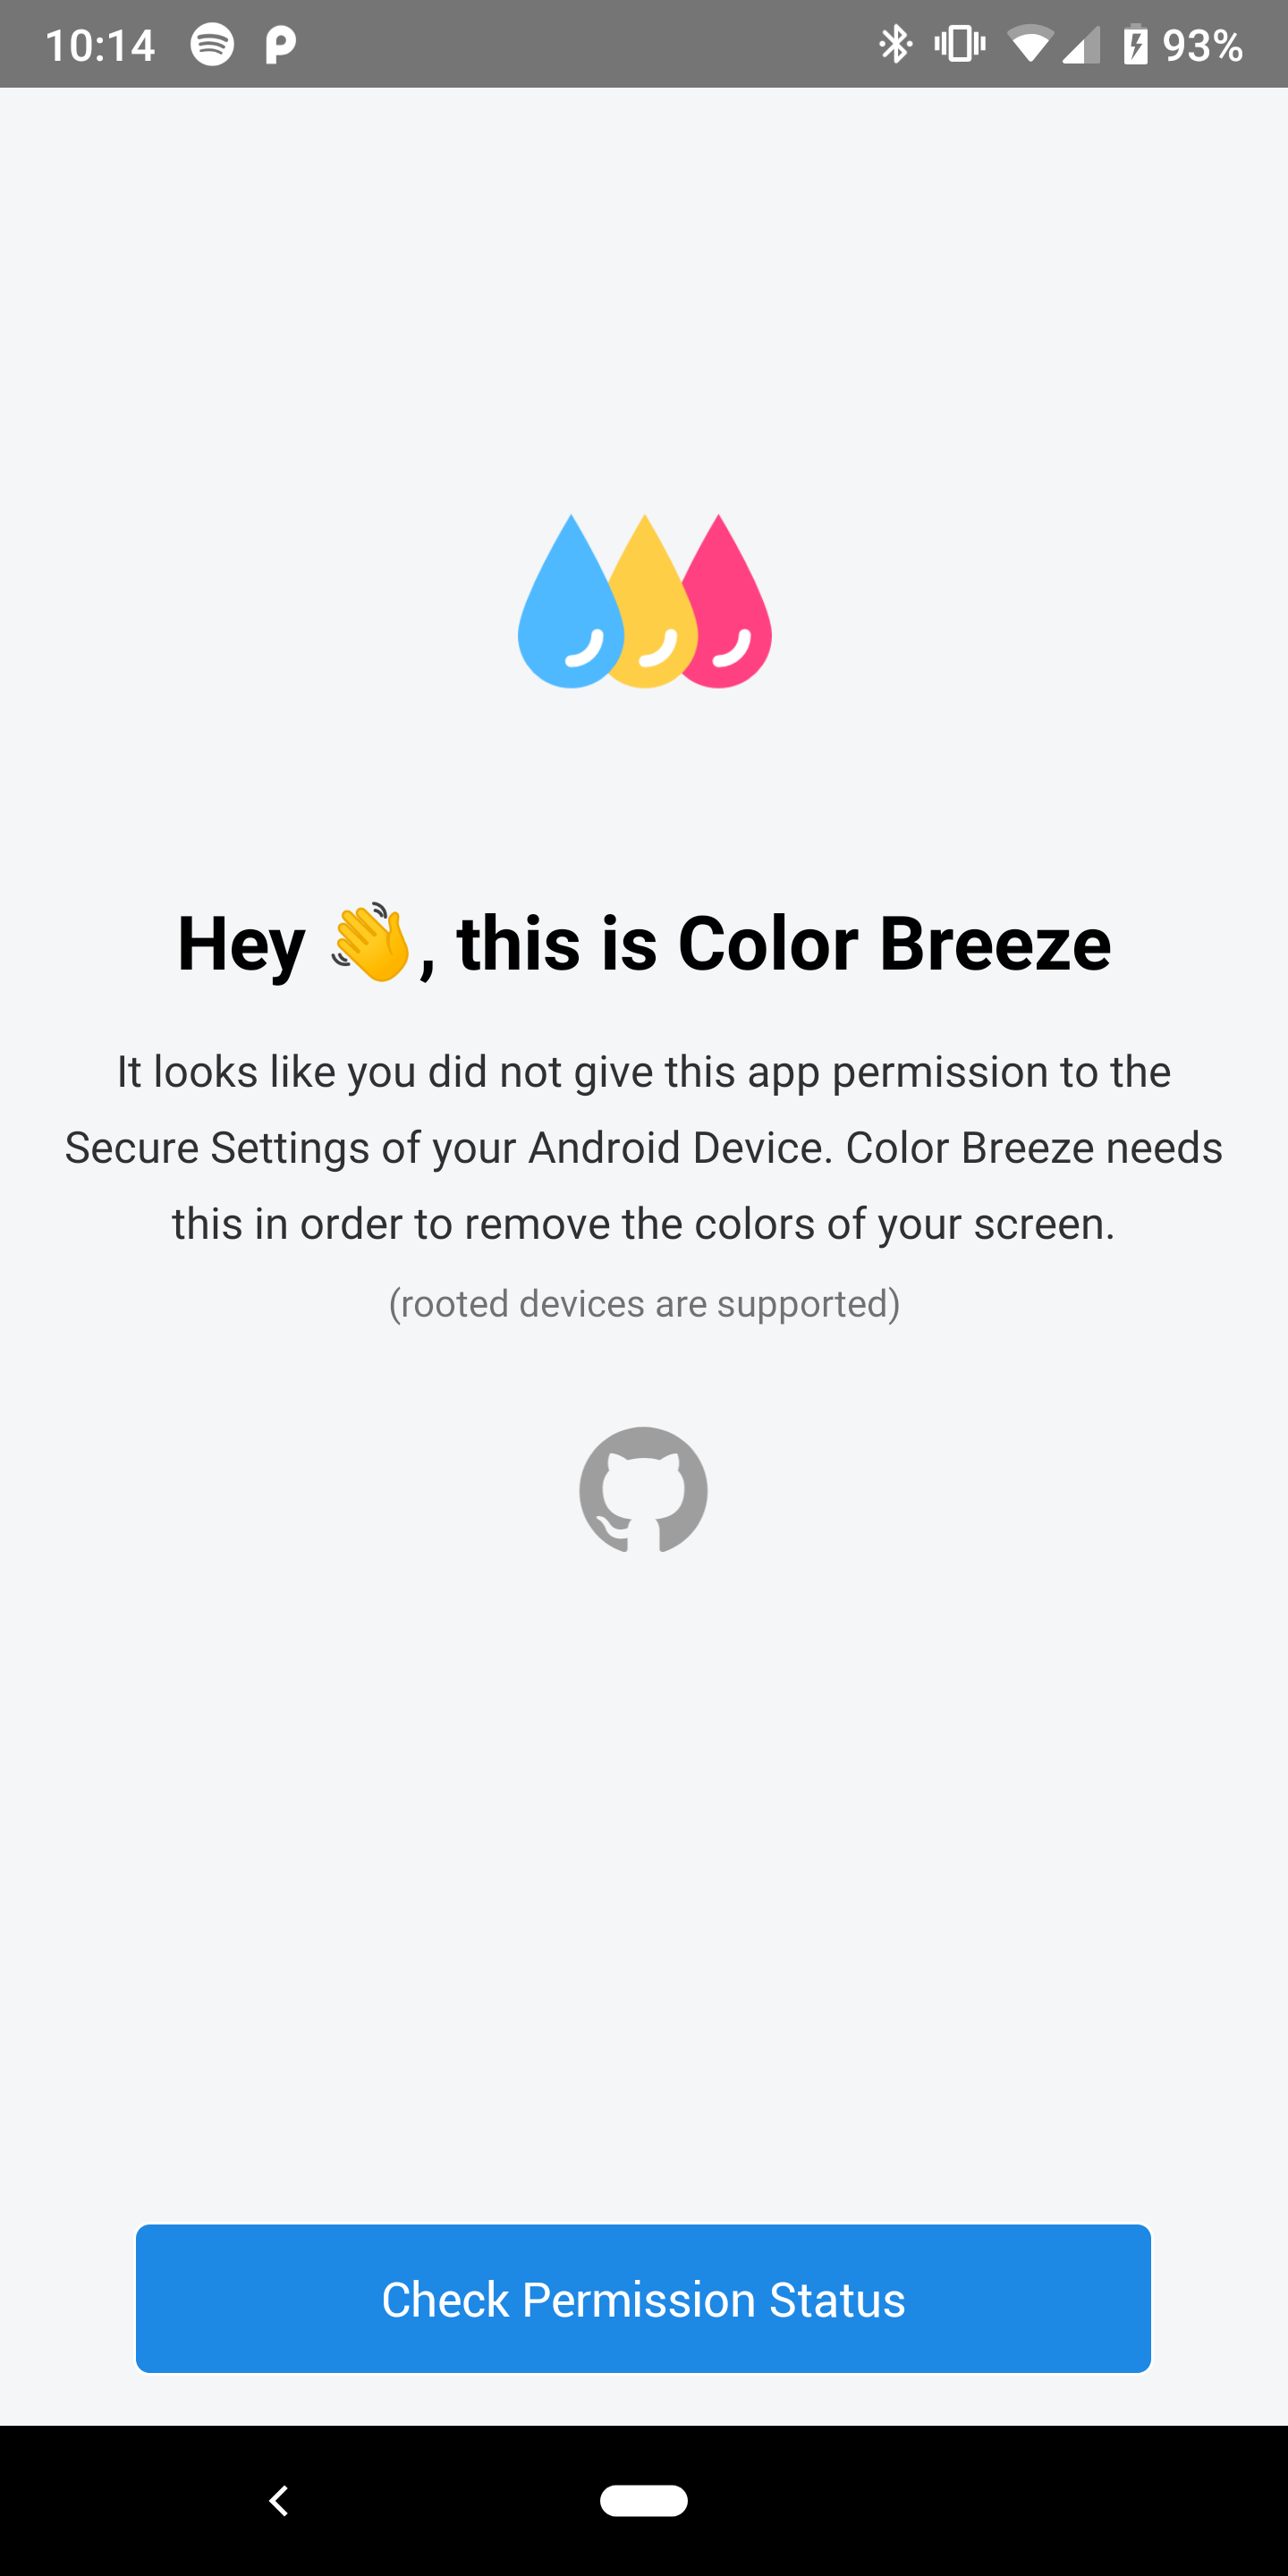 10:14 93%
Hey 👋, this is Color Breeze
It looks like you did not give this app permission to the
Secure Settings of your Android Device. Color Breeze needs
this in order to remove the colors of your screen.
(rooted devices are supported)
Check Permission Status